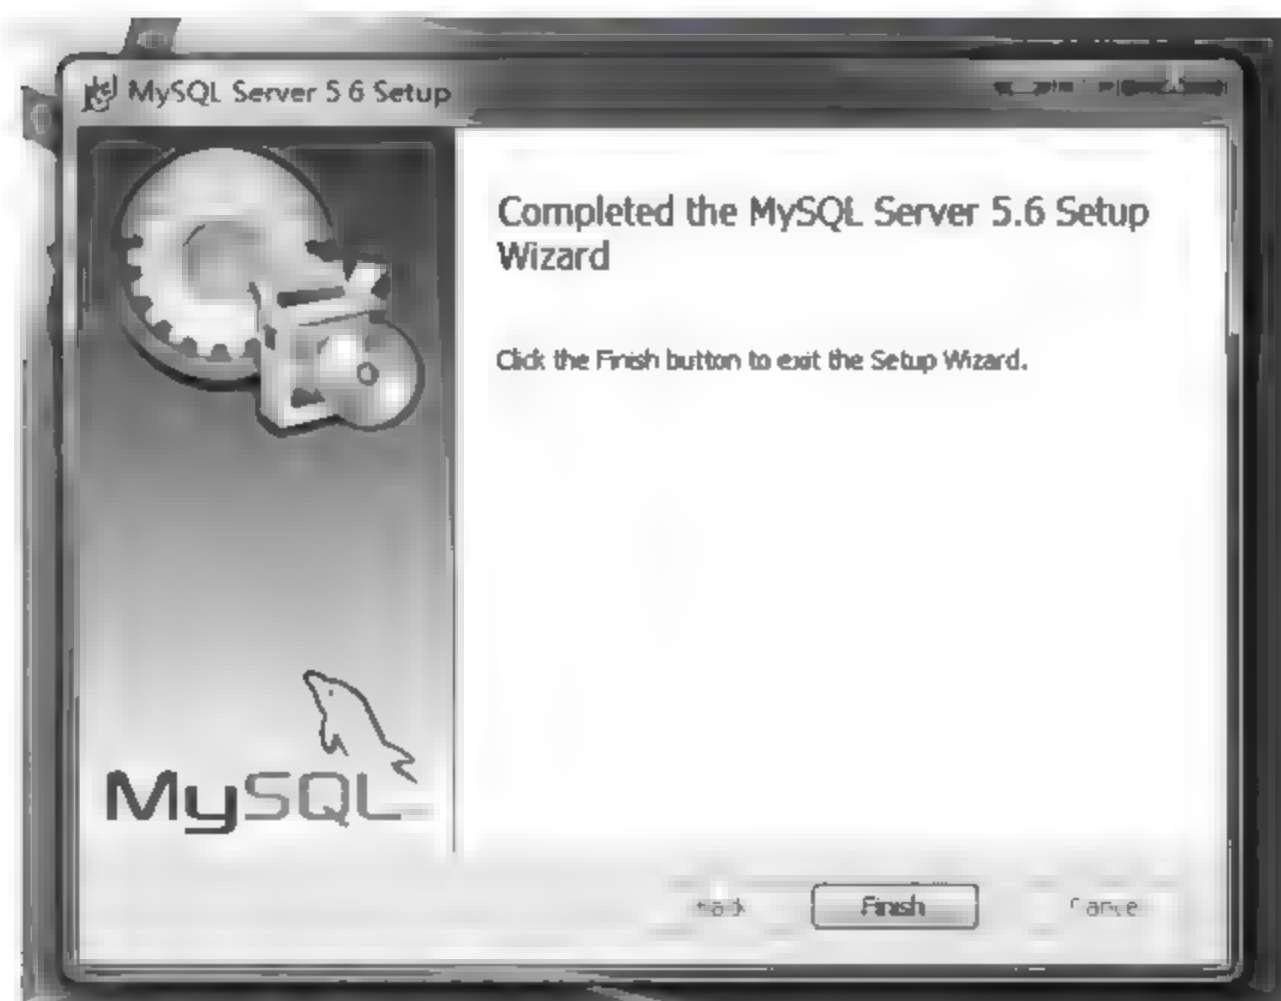 MySQL Server 5 6 Setup
Completed the MySQL Server 5.6 Setup
Wizard
Click the Finish button to exit the Setup Wizard.
MySQL
Finish